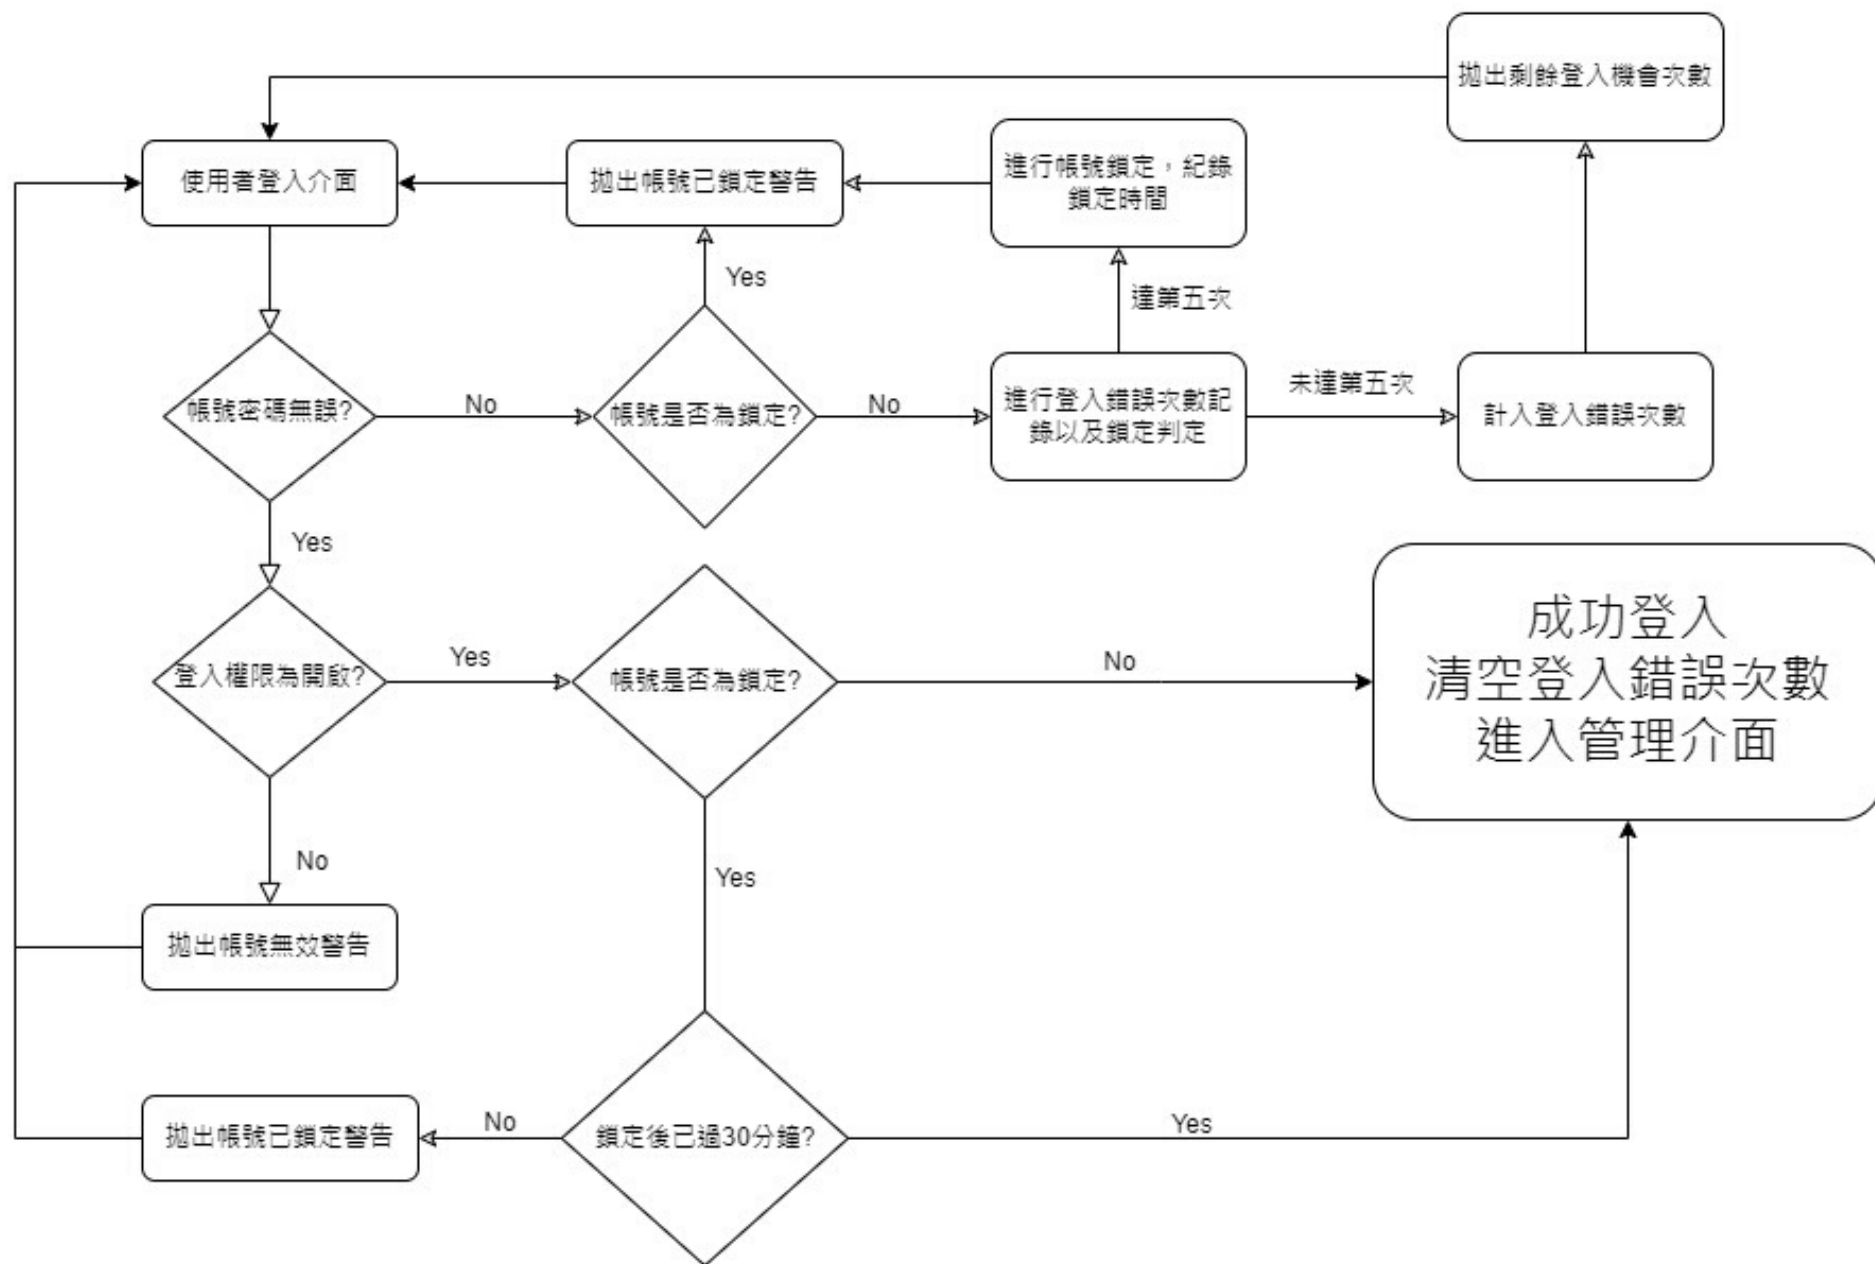 拋出剩餘登入機會次數
使用者登入介面
拋出帳號已鎖定警告
進行帳號鎖定，紀錄
鎖定時間
Yes
達第五次
帳號密碼無誤?
No
帳號是否為鎖定?
No
進行登入錯誤次數記
錄以及鎖定判定
未達第五次
計入登入錯誤次數
Yes
登入權限為開啟?
Yes
帳號是否為鎖定?
No
成功登入
清空登入錯誤次數
進入管理介面
No
Yes
拋出帳號無效警告
拋出帳號已鎖定警告
No
鎖定後已過30分鐘?
Yes